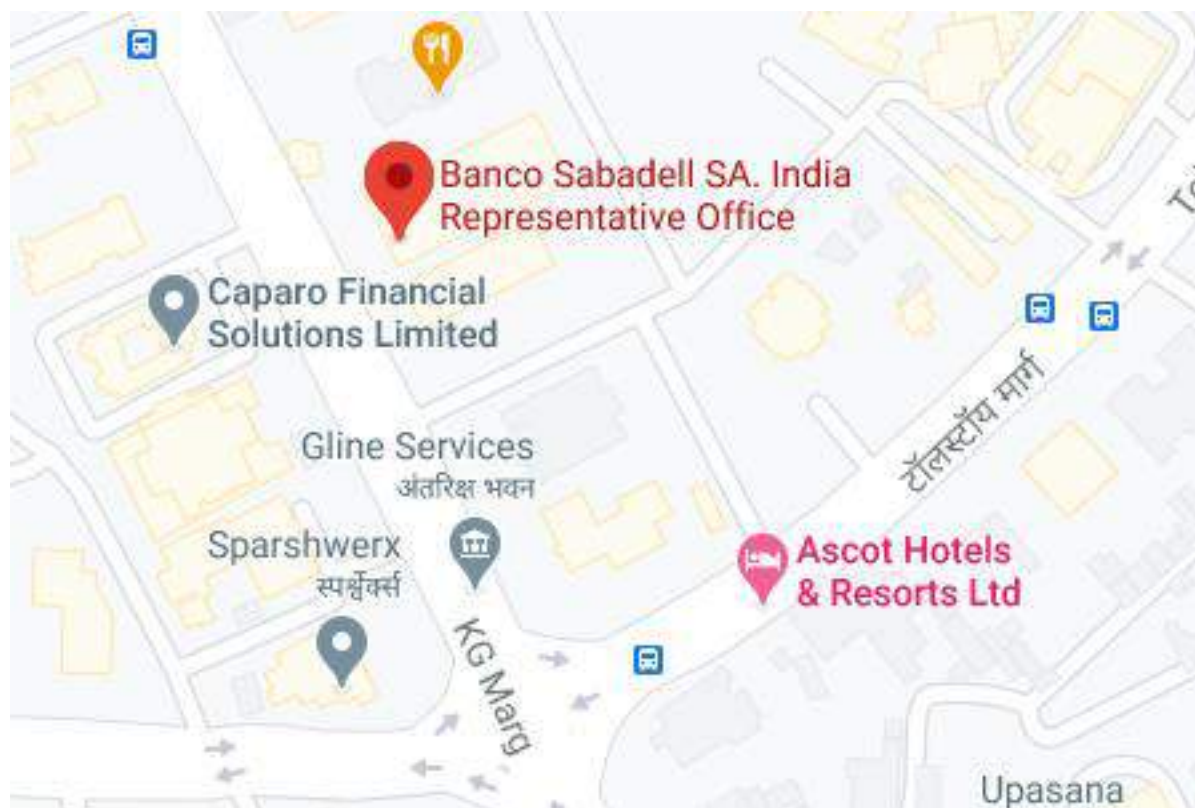 Banco Sabadell SA. India
Representative Office
Caparo Financial
Solutions Limited
टॉलस्टॉय मार्ग
Gline Services
अंतरिक्ष भवन
Sparshwerx
स्पर्श्वेर्क्स
Ascot Hotels
& Resorts Ltd
KG Marg
Upasana